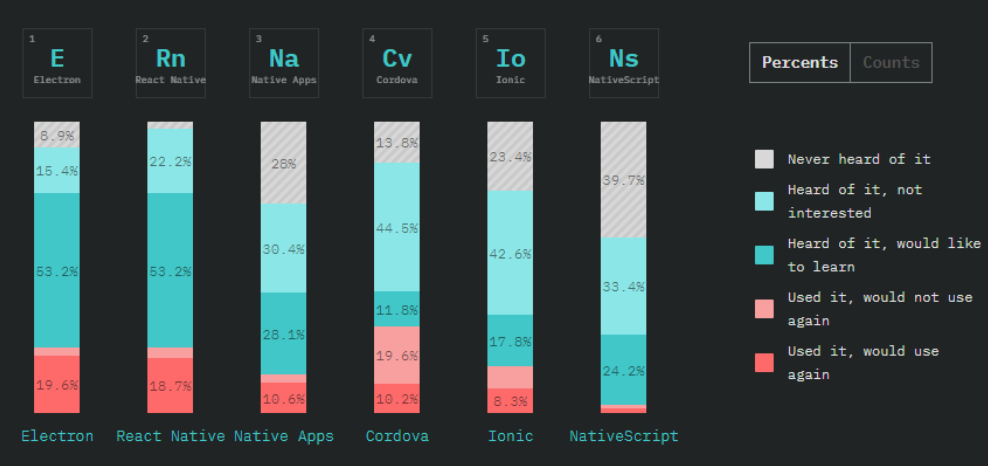 1 2 3 4 5 6
E Rn Na Cv Io Ns
Electron React Native Native Apps Cordova Ionic NativeScript
Percents Counts
8.9% 28% 13.8% 23.4% 39.7%
15.4% 22.2% 30.4% 44.5% 42.6% 33.4%
53.2% 53.2% 28.1% 11.8% 17.8% 24.2%
19.6%
19.6% 18.7% 10.6% 10.2% 8.3%
Electron React Native Native Apps Cordova Ionic NativeScript
Never heard of it
Heard of it, not
interested
Heard of it, would like
to learn
Used it, would not use
again
Used it, would use
again